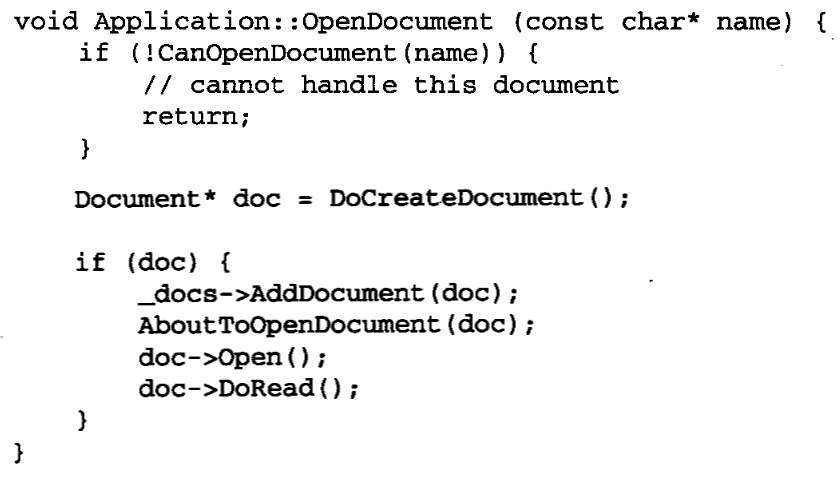 void Application::OpenDocument (const char* name) {
    if (!CanOpenDocument(name)) {
        // cannot handle this document
        return;
    }
    Document* doc = DoCreateDocument();
    if (doc) {
        _docs->AddDocument(doc);
        AboutToOpenDocument(doc);
        doc->Open();
        doc->DoRead();
    }
}